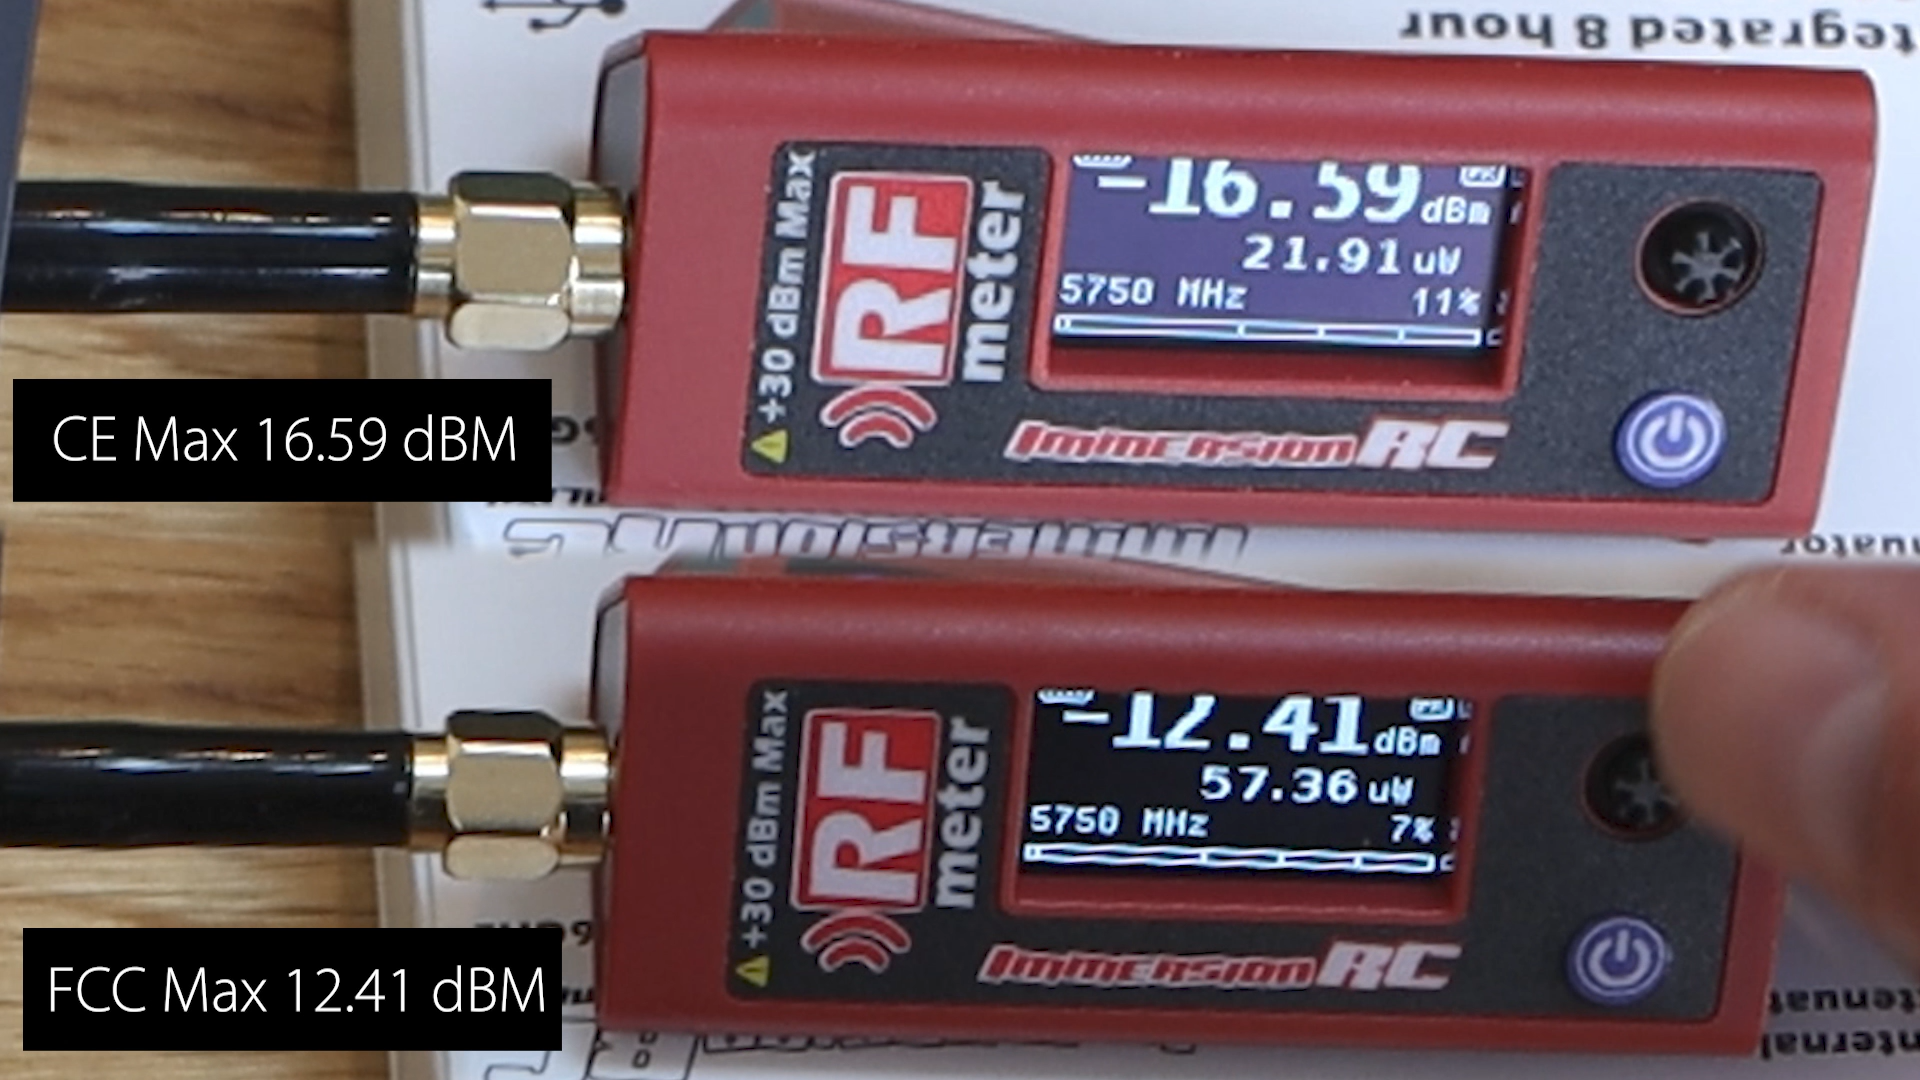 tegrated 8 hour
+30 dBm Max
RF
meter
-16.59 dBm
21.91 uW
5750 MHz 11%
ImmersionRC
CE Max 16.59 dBM
ImmersionRC
+30 dBm Max
RF
meter
-12.41 dBm
57.36 uW
5750 MHz 7%
ImmersionRC
FCC Max 12.41 dBM